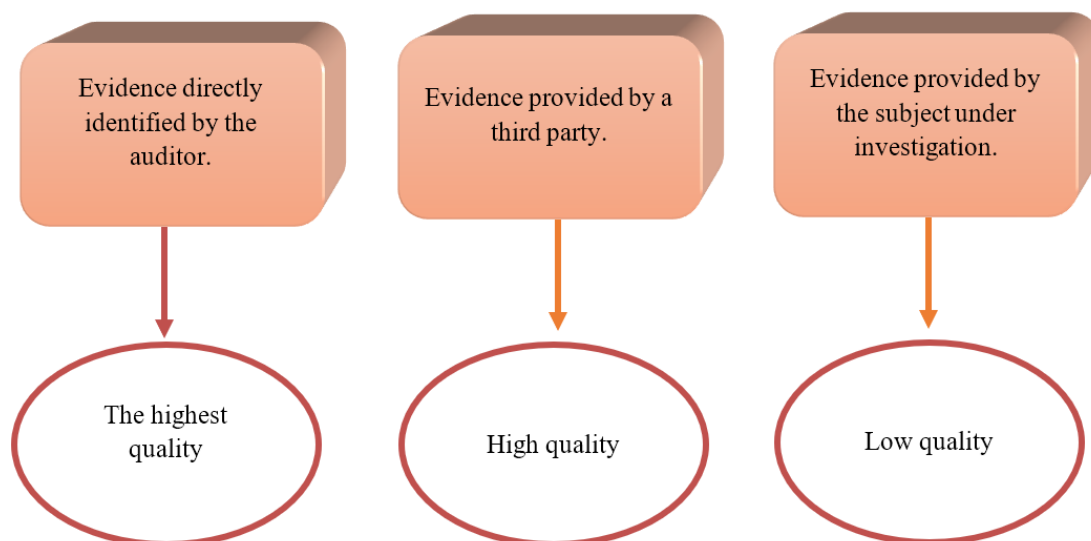 Evidence directly
identified by the
auditor.
Evidence provided by a
third party.
Evidence provided by
the subject under
investigation.
The highest
quality
High quality
Low quality